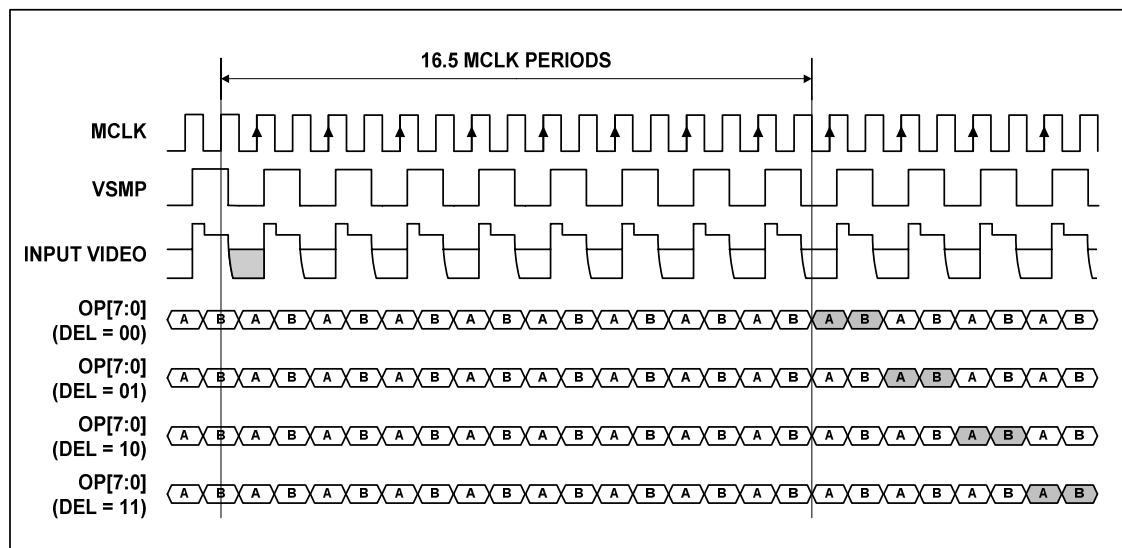 16.5 MCLK PERIODS
MCLK
VSMP
INPUT VIDEO
OP[7:0]
(DEL = 00)
A B A B A B A B A B A B A B A B A B A B A B A B A B
OP[7:0]
(DEL = 01)
A B A B A B A B A B A B A B A B A B A B A B A B A B
OP[7:0]
(DEL = 10)
A B A B A B A B A B A B A B A B A B A B A B A B A B
OP[7:0]
(DEL = 11)
A B A B A B A B A B A B A B A B A B A B A B A B A B